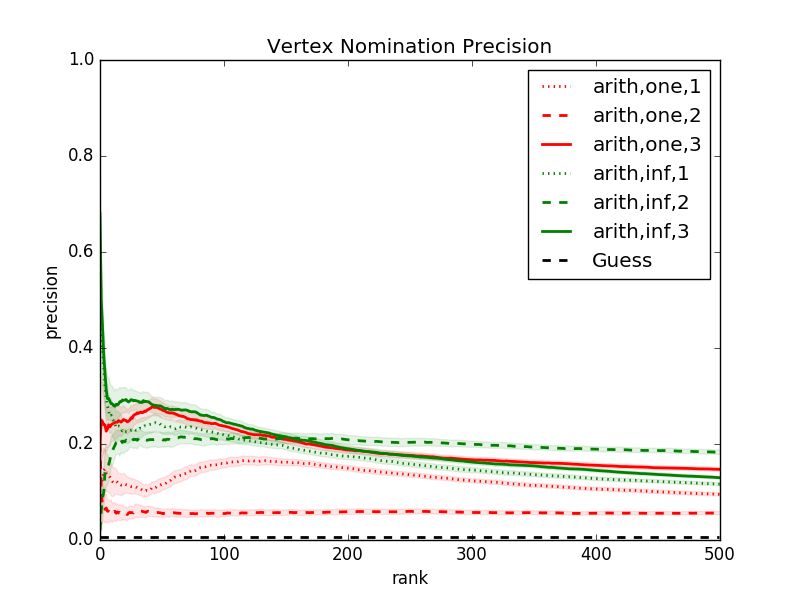 Vertex Nomination Precision
1.0
0.8
0.6
0.4
0.2
0.0
precision
arith,one,1
arith,one,2
arith,one,3
arith,inf,1
arith,inf,2
arith,inf,3
Guess
0 100 200 300 400 500
rank